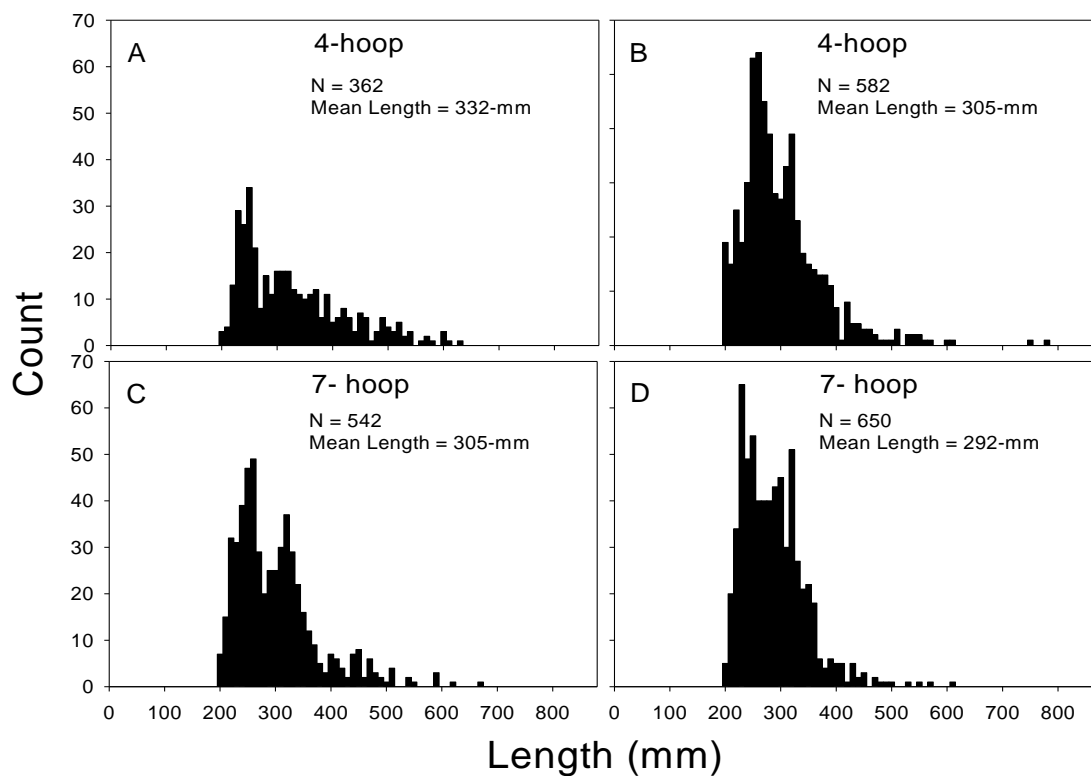 A
4-hoop
N = 362
Mean Length = 332-mm
B
4-hoop
N = 582
Mean Length = 305-mm
70
60
50
40
30
20
10
0
C
7- hoop
N = 542
Mean Length = 305-mm
D
7-hoop
N = 650
Mean Length = 292-mm
70
60
50
40
30
20
10
0
Count
0 100 200 300 400 500 600 700 800
0 100 200 300 400 500 600 700 800
Length (mm)